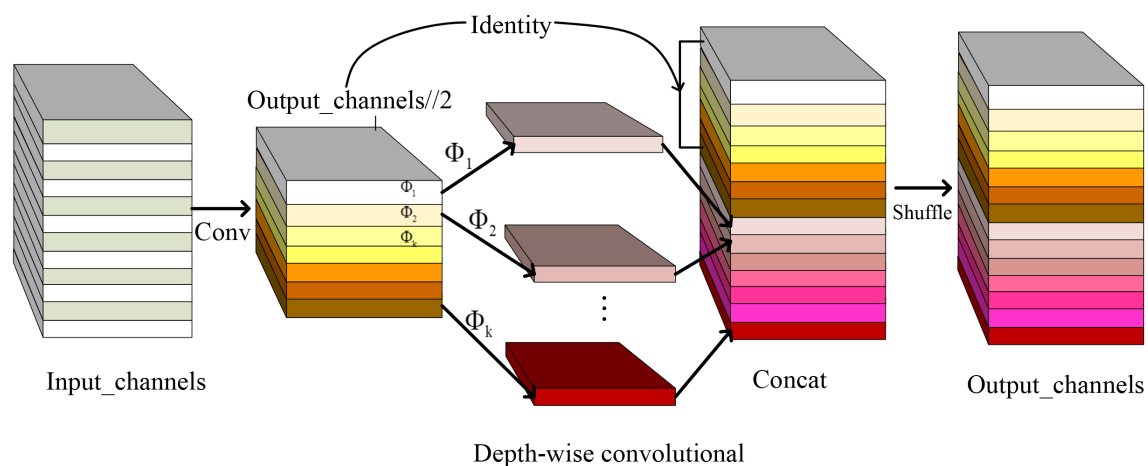 Identity
Output_channels//2
Φ1
Φ1
Φ2
Φk
Φ2
Φk
Conv
Shuffle
Input_channels
Concat
Output_channels
Depth-wise convolutional